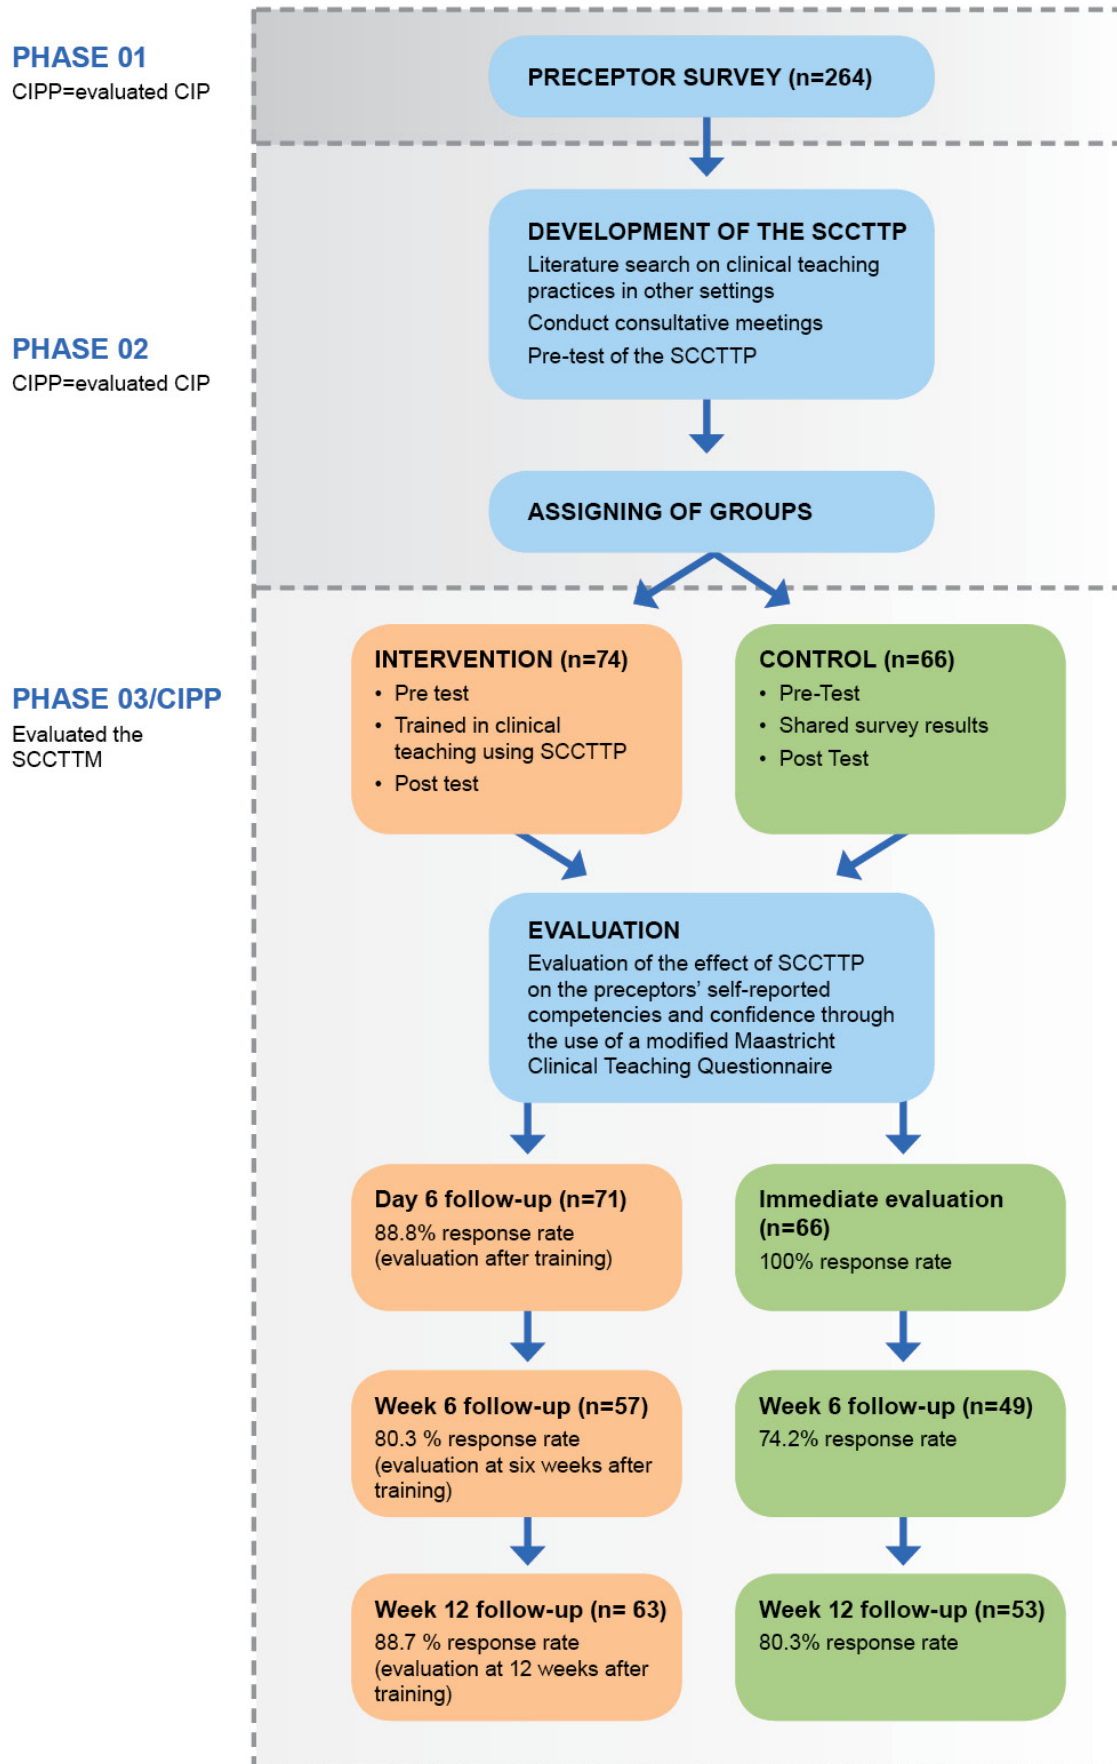 PHASE 01
CIPP=evaluated CIP
PRECEPTOR SURVEY (n=264)
PHASE 02
CIPP=evaluated CIP
DEVELOPMENT OF THE SCCTTP
Literature search on clinical teaching
practices in other settings
Conduct consultative meetings
Pre-test of the SCCTTP
ASSIGNING OF GROUPS
PHASE 03/CIPP
Evaluated the
SCCTTM
INTERVENTION (n=74)
• Pre test
• Trained in clinical
teaching using SCCTTP
• Post test
CONTROL (n=66)
• Pre-Test
• Shared survey results
• Post Test
EVALUATION
Evaluation of the effect of SCCTTP
on the preceptors’ self-reported
competencies and confidence through
the use of a modified Maastricht
Clinical Teaching Questionnaire
Day 6 follow-up (n=71)
88.8% response rate
(evaluation after training)
Immediate evaluation
(n=66)
100% response rate
Week 6 follow-up (n=57)
80.3 % response rate
(evaluation at six weeks after
training)
Week 6 follow-up (n=49)
74.2% response rate
Week 12 follow-up (n= 63)
88.7 % response rate
(evaluation at 12 weeks after
training)
Week 12 follow-up (n=53)
80.3% response rate